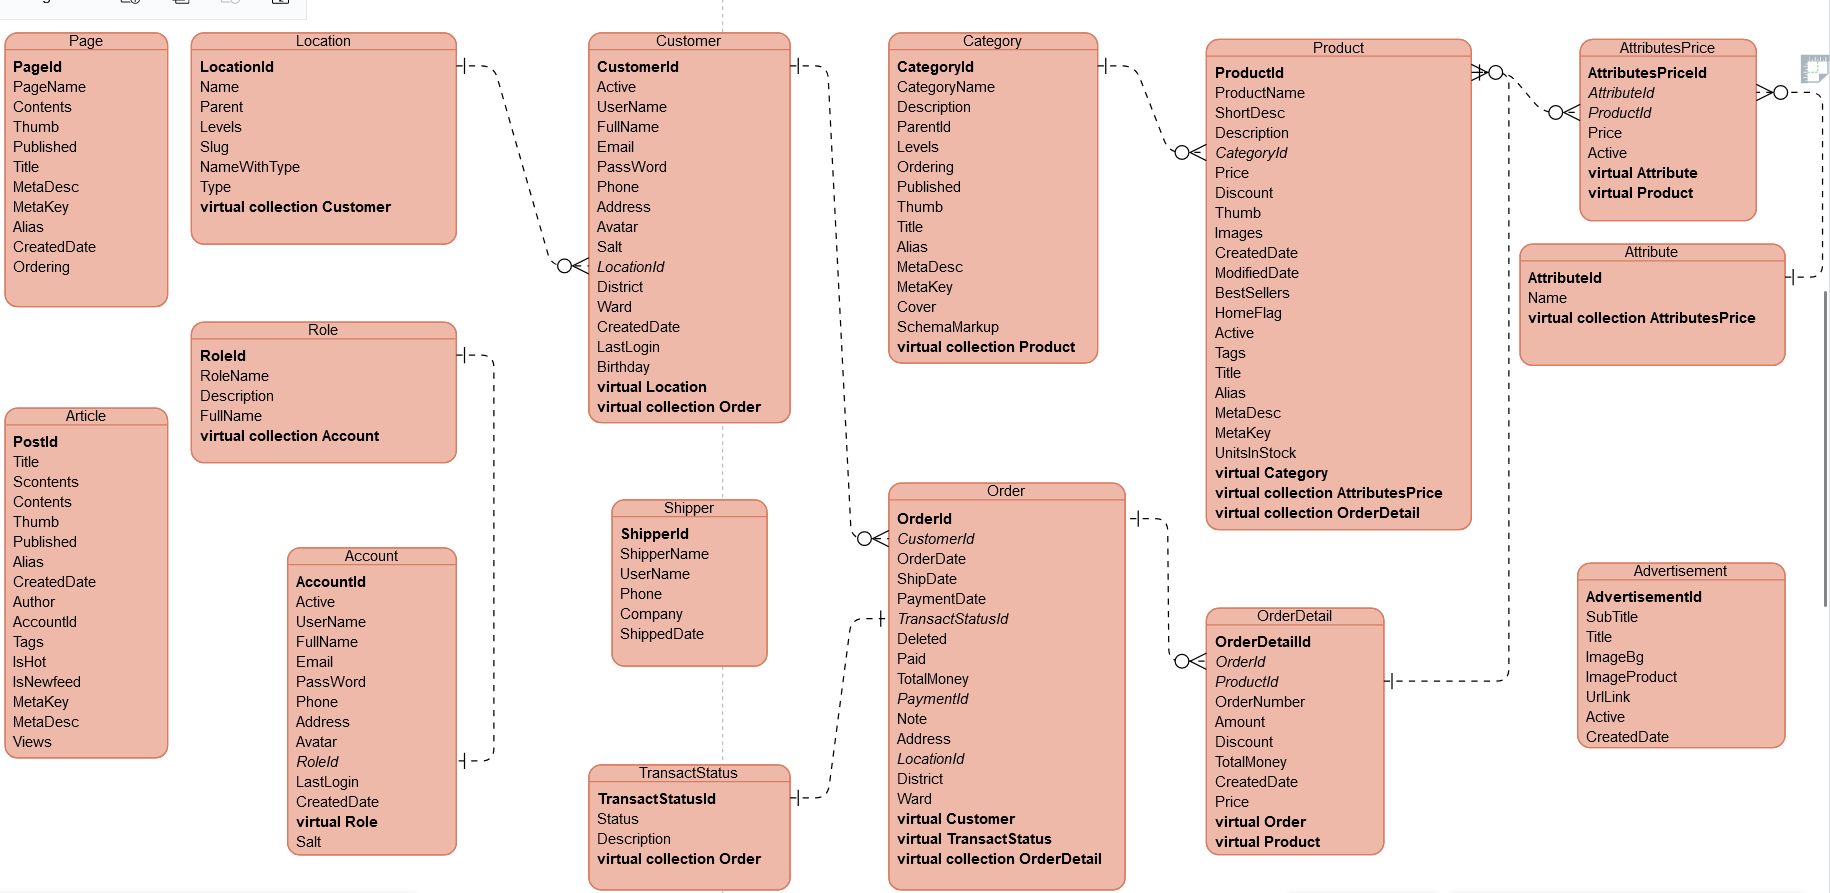 Page
PageId
PageName
Contents
Thumb
Published
Title
MetaDesc
MetaKey
Alias
CreatedDate
Ordering
Location
LocationId
Name
Parent
Levels
Slug
NameWithType
Type
virtual collection Customer
Customer
CustomerId
Active
UserName
FullName
Email
PassWord
Phone
Address
Avatar
Salt
LocationId
District
Ward
CreatedDate
LastLogin
Birthday
virtual Location
virtual collection Order
Category
CategoryId
CategoryName
Description
ParentId
Levels
Ordering
Published
Thumb
Title
Alias
MetaDesc
MetaKey
Cover
SchemaMarkup
virtual collection Product
Product
ProductId
ProductName
ShortDesc
Description
CategoryId
Price
Discount
Thumb
Images
CreatedDate
ModifiedDate
BestSellers
HomeFlag
Active
Tags
Title
Alias
MetaDesc
MetaKey
UnitsInStock
virtual Category
virtual collection AttributesPrice
virtual collection OrderDetail
AttributesPrice
AttributesPriceId
AttributeId
ProductId
Price
Active
virtual Attribute
virtual Product
Attribute
AttributeId
Name
virtual collection AttributesPrice
Role
RoleId
RoleName
Description
FullName
virtual collection Account
Article
PostId
Title
Scontents
Contents
Thumb
Published
Alias
CreatedDate
Author
AccountId
Tags
IsHot
IsNewfeed
MetaKey
MetaDesc
Views
Account
AccountId
Active
UserName
FullName
Email
PassWord
Phone
Address
Avatar
RoleId
LastLogin
CreatedDate
virtual Role
Salt
Shipper
ShipperId
ShipperName
UserName
Phone
Company
ShippedDate
TransactStatus
TransactStatusId
Status
Description
virtual collection Order
Order
OrderId
CustomerId
OrderDate
ShipDate
PaymentDate
TransactStatusId
Deleted
Paid
TotalMoney
PaymentId
Note
Address
LocationId
District
Ward
virtual Customer
virtual TransactStatus
virtual collection OrderDetail
OrderDetail
OrderDetailId
OrderId
ProductId
OrderNumber
Amount
Discount
TotalMoney
CreatedDate
Price
virtual Order
virtual Product
Advertisement
AdvertisementId
SubTitle
Title
ImageBg
ImageProduct
UrlLink
Active
CreatedDate